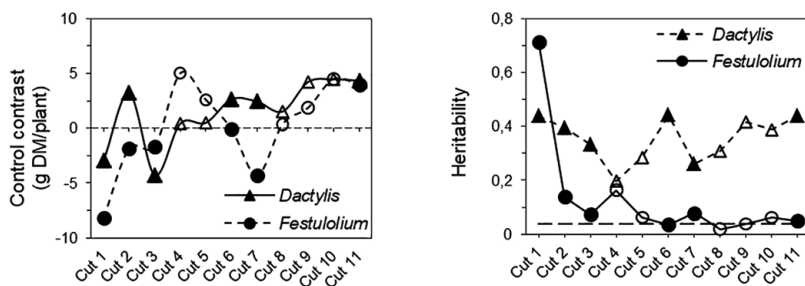 Control contrast
(g DM/plant)
10
5
0
-5
-10
Dactylis
Festulolium
Cut 1
Cut 2
Cut 3
Cut 4
Cut 5
Cut 6
Cut 7
Cut 8
Cut 9
Cut 10
Cut 11
Heritability
0,8
0,6
0,4
0,2
0
Dactylis
Festulolium
Cut 1
Cut 2
Cut 3
Cut 4
Cut 5
Cut 6
Cut 7
Cut 8
Cut 9
Cut 10
Cut 11